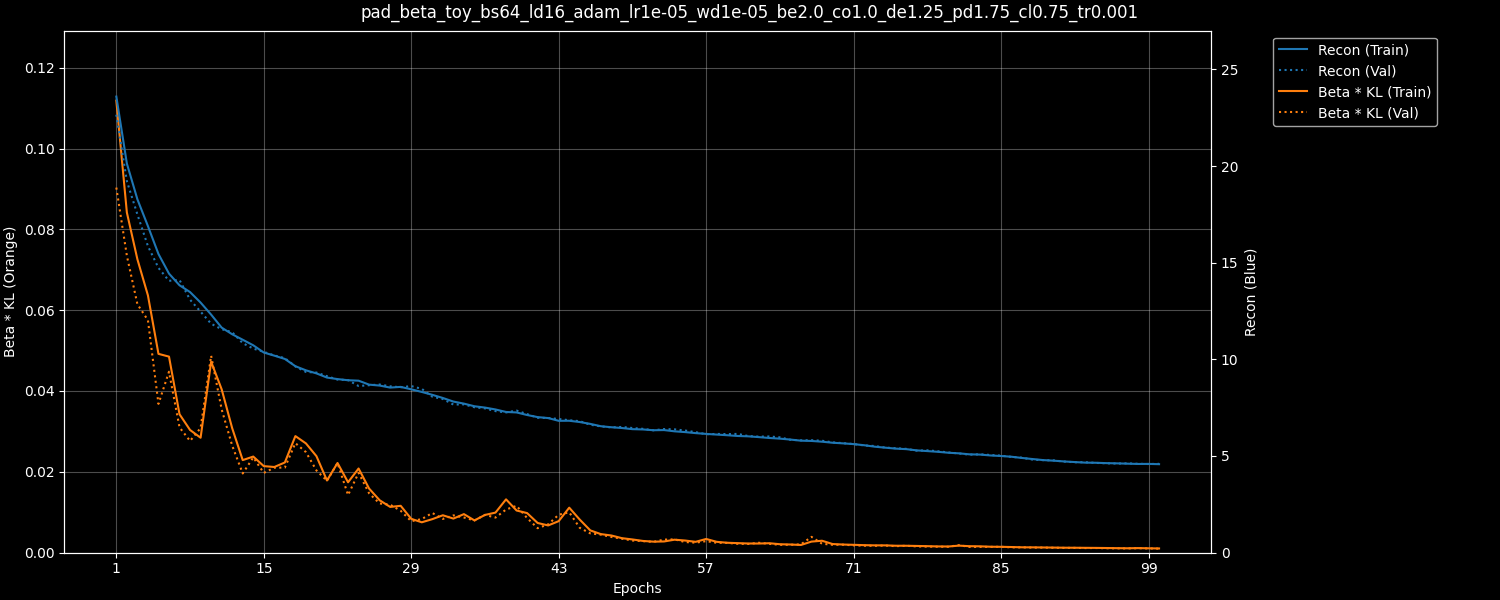 pad_beta_toy_bs64_ld16_adam_lr1e-05_wd1e-05_be2.0_co1.0_de1.25_pd1.75_cl0.75_tr0.001
Recon (Train)
Recon (Val)
Beta * KL (Train)
Beta * KL (Val)
Beta * KL (Orange)
0.12
0.10
0.08
0.06
0.04
0.02
0.00
25
20
15
10
5
0
Recon (Blue)
1 15 29 43 57 71 85 99
Epochs